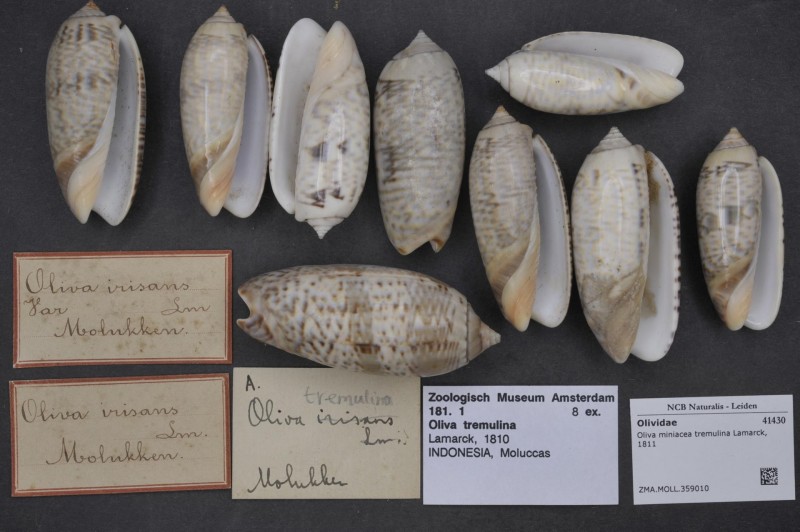 Oliva irisans
Var Lm
Molukken.
Oliva irisans
Lm.
Molukken.
A.
tremulina
Oliva irisans
Lm.
Molukken
Zoologisch Museum Amsterdam
181. 1 8 ex.
Oliva tremulina
Lamarck, 1810
INDONESIA, Moluccas
NCB Naturalis - Leiden
Olividae 41430
Oliva miniacea tremulina Lamarck,
1811
ZMA.MOLL.359010